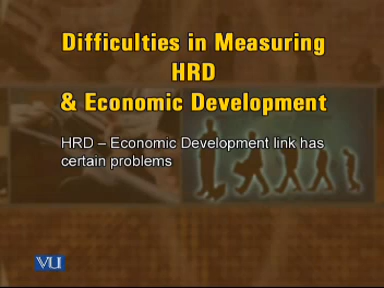 Difficulties in Measuring
HRD
& Economic Development
HRD – Economic Development link has
certain problems
VU